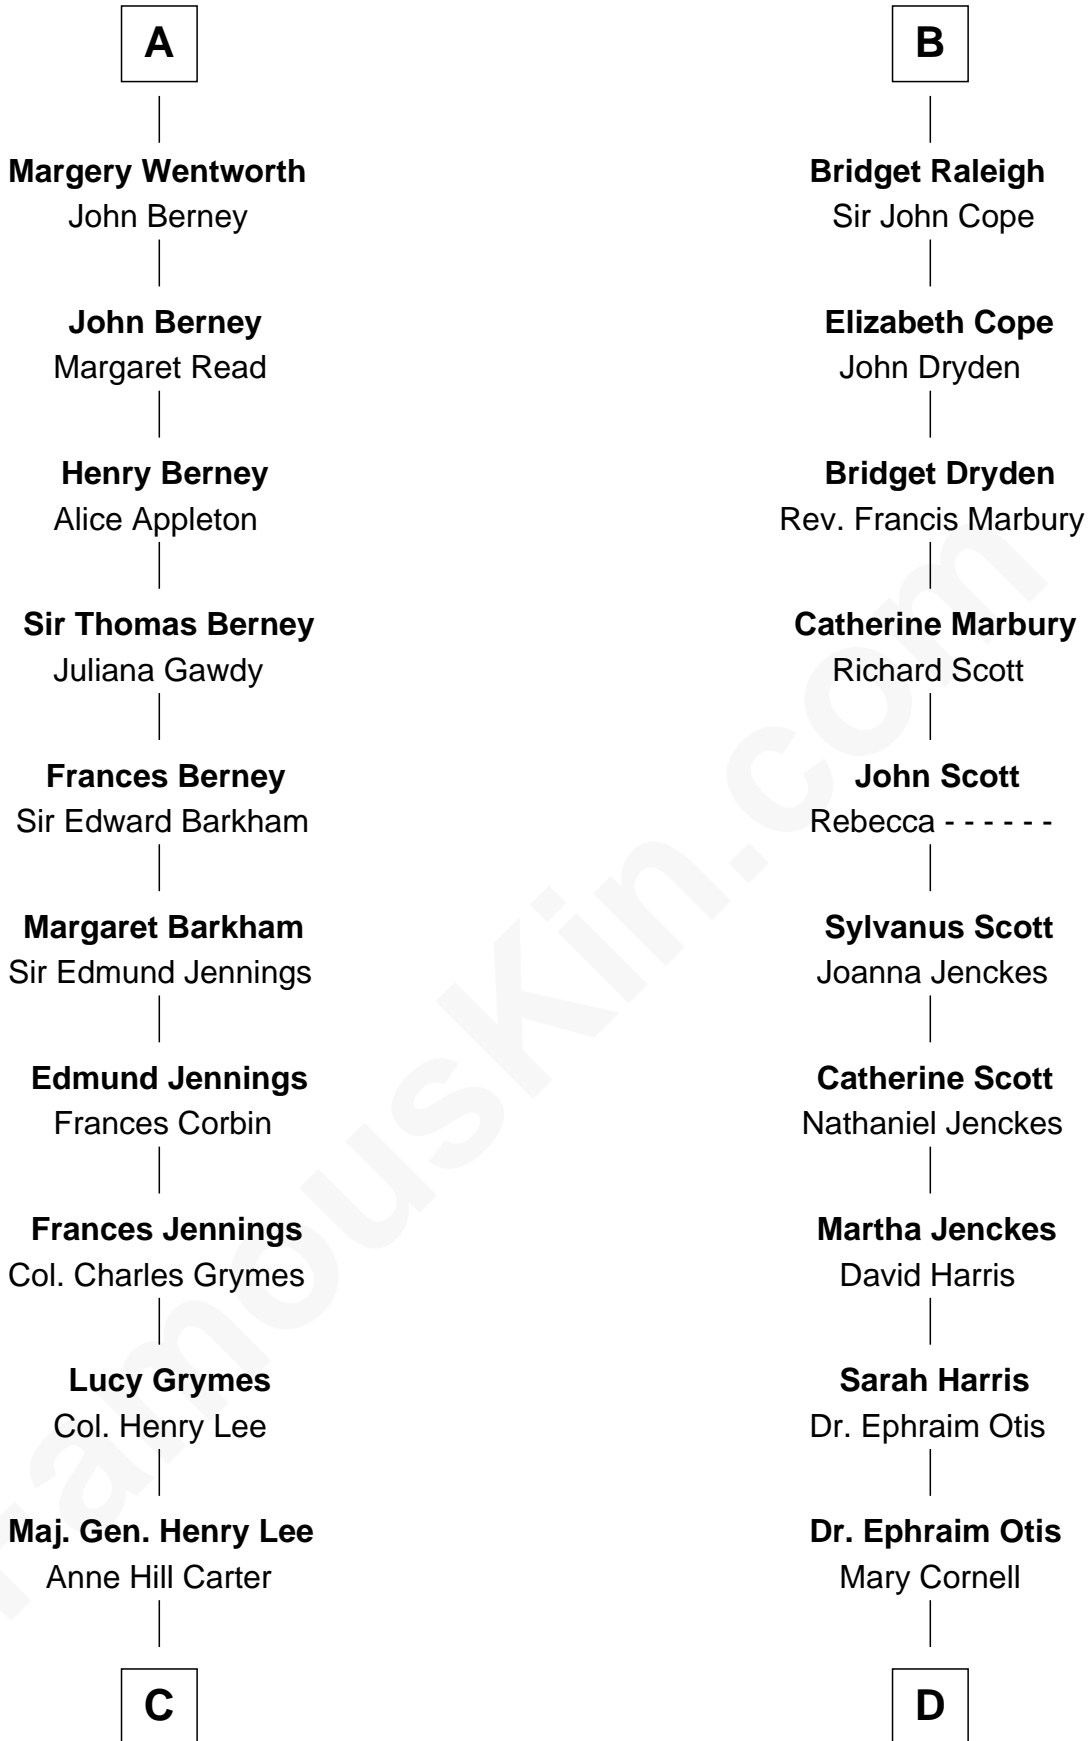 A
Margery Wentworth
John Berney
John Berney
Margaret Read
Henry Berney
Alice Appleton
Sir Thomas Berney
Juliana Gawdy
Frances Berney
Sir Edward Barkham
Margaret Barkham
Sir Edmund Jennings
Edmund Jennings
Frances Corbin
Frances Jennings
Col. Charles Grymes
Lucy Grymes
Col. Henry Lee
Maj. Gen. Henry Lee
Anne Hill Carter
C
B
Bridget Raleigh
Sir John Cope
Elizabeth Cope
John Dryden
Bridget Dryden
Rev. Francis Marbury
Catherine Marbury
Richard Scott
John Scott
Rebecca - - - - - -
Sylvanus Scott
Joanna Jenckes
Catherine Scott
Nathaniel Jenckes
Martha Jenckes
David Harris
Sarah Harris
Dr. Ephraim Otis
Dr. Ephraim Otis
Mary Cornell
D
FamousKin.com